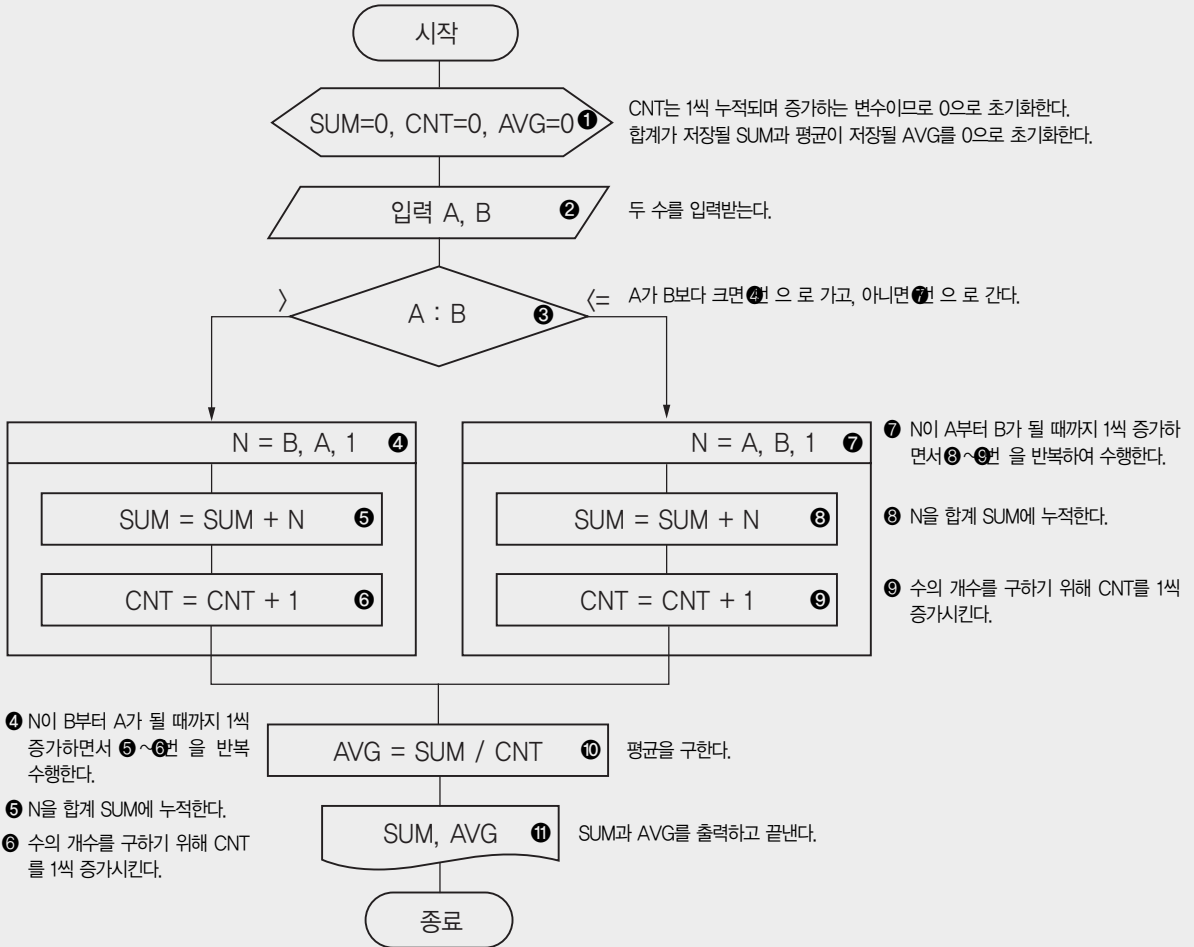 시작
SUM=0, CNT=0, AVG=0 ❶
CNT는 1씩 누적되며 증가하는 변수이므로 0으로 초기화한다.
합계가 저장될 SUM과 평균이 저장될 AVG를 0으로 초기화한다.
입력 A, B ❷
두 수를 입력받는다.
〉
A : B ❸
〈=
A가 B보다 크면 ❹번 으 로 가고, 아니면 ❼번 으 로 간다.
N = B, A, 1 ❹
SUM = SUM + N ❺
CNT = CNT + 1 ❻
N = A, B, 1 ❼
SUM = SUM + N ❽
CNT = CNT + 1 ❾
❼ N이 A부터 B가 될 때까지 1씩 증가하
면서 ❽~❾번 을 반복하여 수행한다.
❽ N을 합계 SUM에 누적한다.
❾ 수의 개수를 구하기 위해 CNT를 1씩
증가시킨다.
❹ N이 B부터 A가 될 때까지 1씩
증가하면서 ❺~❻번 을 반복
수행한다.
❺ N을 합계 SUM에 누적한다.
❻ 수의 개수를 구하기 위해 CNT
를 1씩 증가시킨다.
AVG = SUM / CNT ❿
평균을 구한다.
SUM, AVG ⓫
SUM과 AVG를 출력하고 끝낸다.
종료